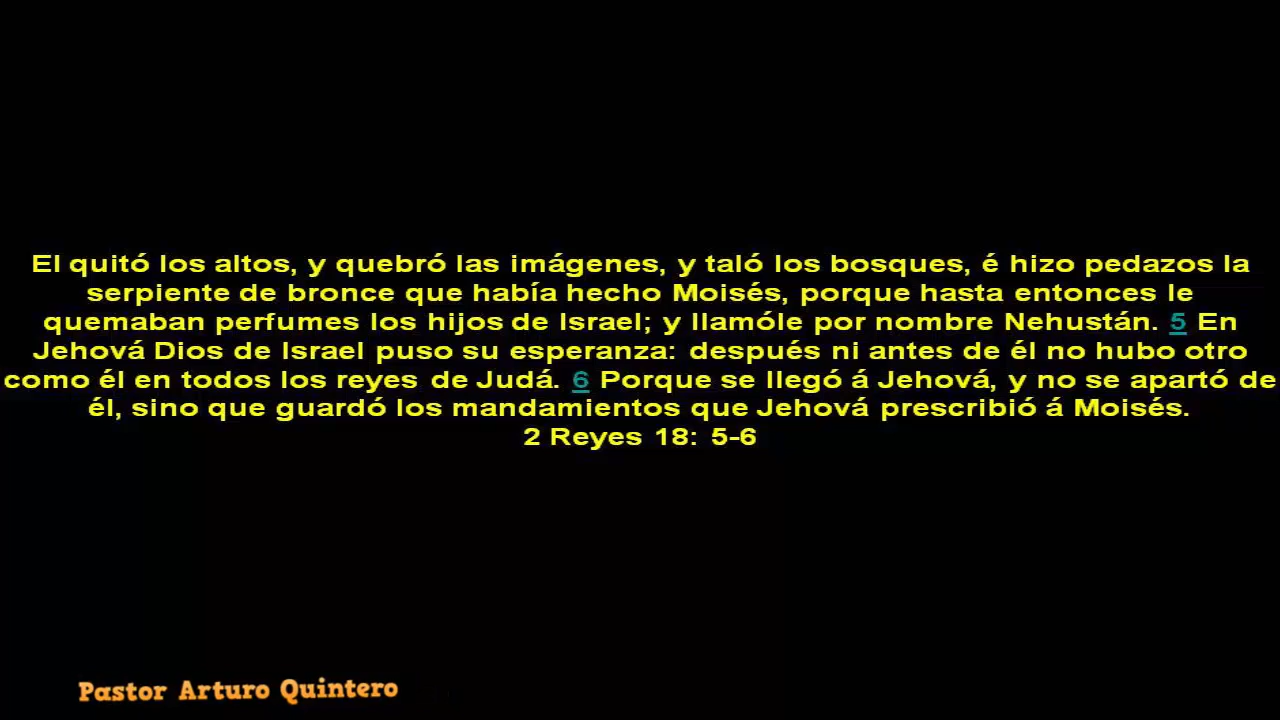 El quitó los altos, y quebró las imágenes, y taló los bosques, é hizo pedazos la
serpiente de bronce que había hecho Moisés, porque hasta entonces le
quemaban perfumes los hijos de Israel; y llamóle por nombre Nehustán. 5 En
Jehová Dios de Israel puso su esperanza: después ni antes de él no hubo otro
como él en todos los reyes de Judá. 6 Porque se llegó á Jehová, y no se apartó de
él, sino que guardó los mandamientos que Jehová prescribió á Moisés.
2 Reyes 18: 5-6
Pastor Arturo Quintero